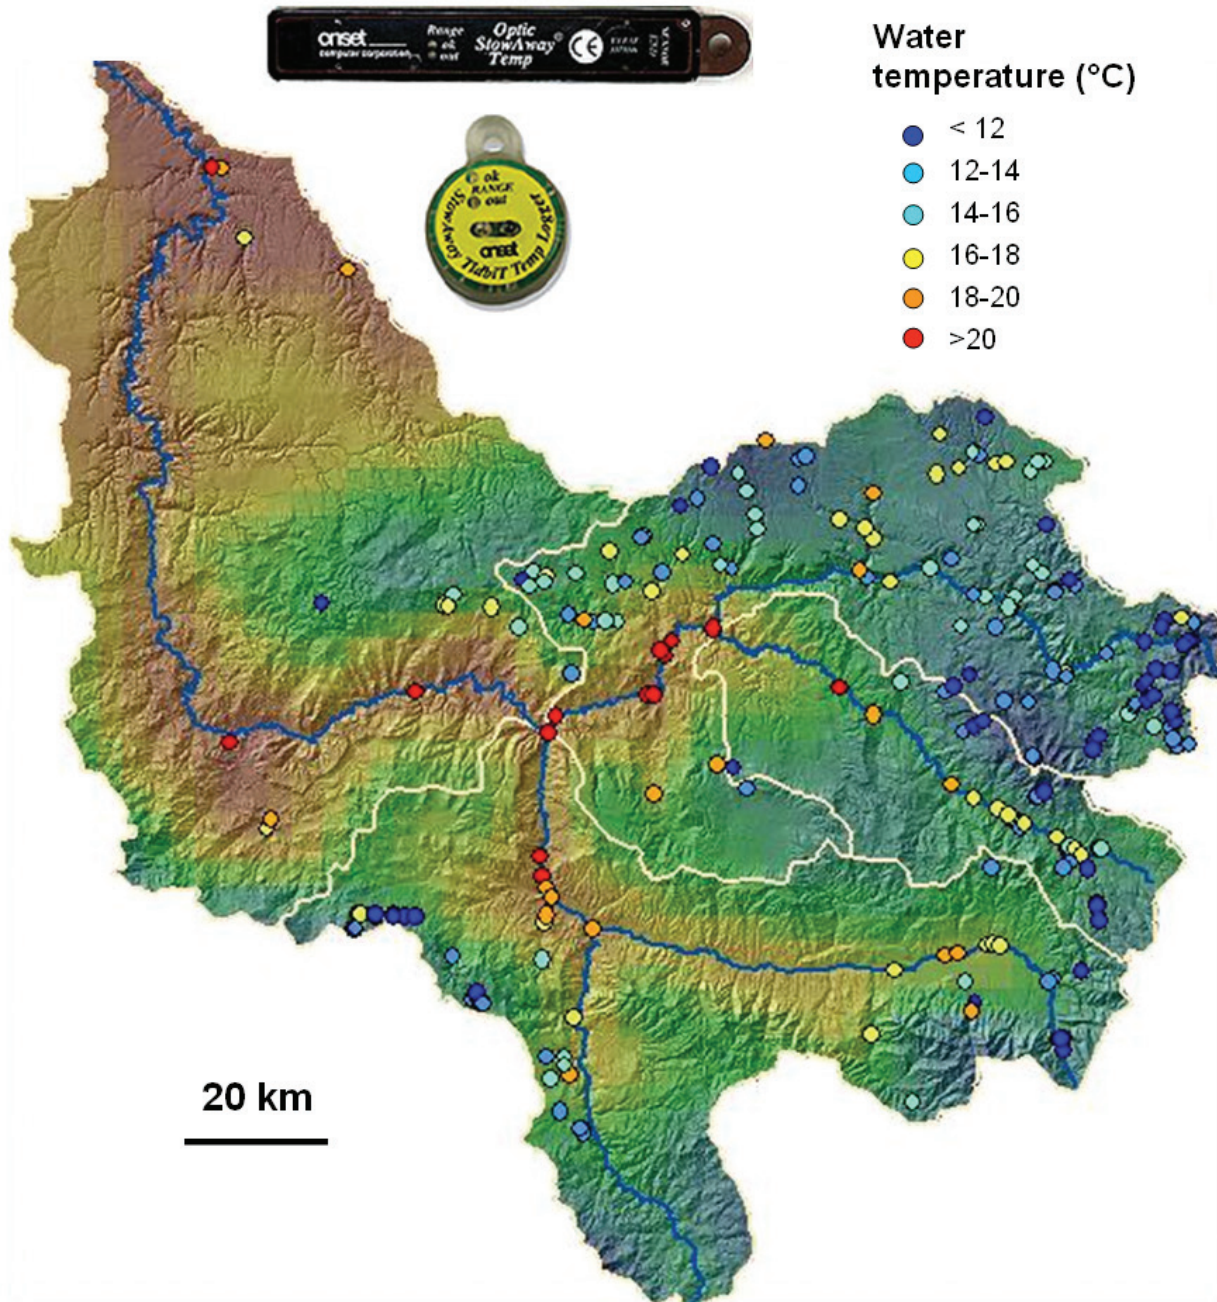 onset
computer corporation
Range
ok
out
Optic
StowAway®
Temp
CE
Water
temperature (°C)
< 12
12-14
14-16
16-18
18-20
>20
ok
RANGE
out
onset
StowAway TidbiT Temp Logger
20 km